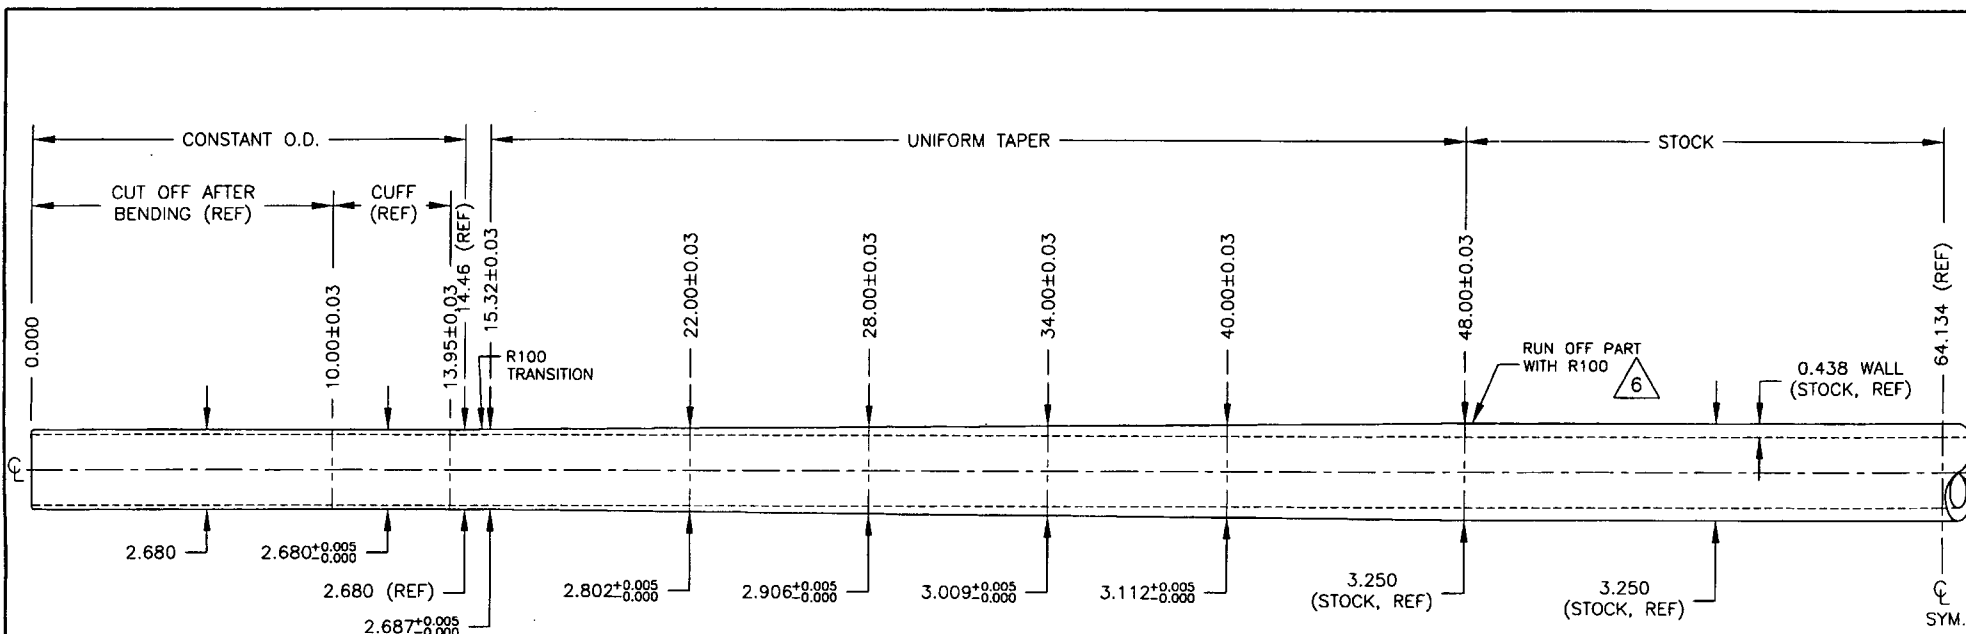 CONSTANT O.D.
UNIFORM TAPER
STOCK
CUT OFF AFTER
BENDING (REF)
CUFF
(REF)
0.000
10.00±0.03
13.95±0.03
14.46 (REF)
15.32±0.03
22.00±0.03
28.00±0.03
34.00±0.03
40.00±0.03
48.00±0.03
64.134 (REF)
R100
TRANSITION
RUN OFF PART
WITH R100
6
0.438 WALL
(STOCK, REF)
℄
2.680
2.680+0.005
-0.000
2.680 (REF)
2.687+0.005
-0.000
2.802+0.005
-0.000
2.906+0.005
-0.000
3.009+0.005
-0.000
3.112+0.005
-0.000
3.250
(STOCK, REF)
3.250
(STOCK, REF)
℄
SYM.